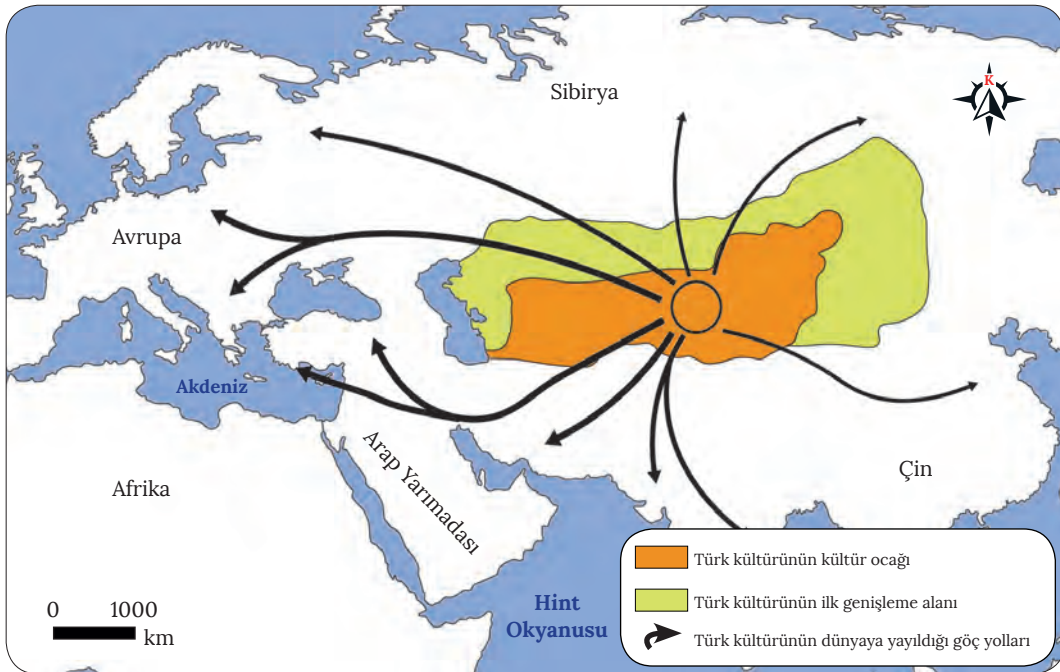 K
Sibirya
Avrupa
Akdeniz
Afrika
Arap Yarımadası
Çin
Hint
Okyanusu
0 1000
km
Türk kültürünün kültür ocağı
Türk kültürünün ilk genişleme alanı
Türk kültürünün dünyaya yayıldığı göç yolları